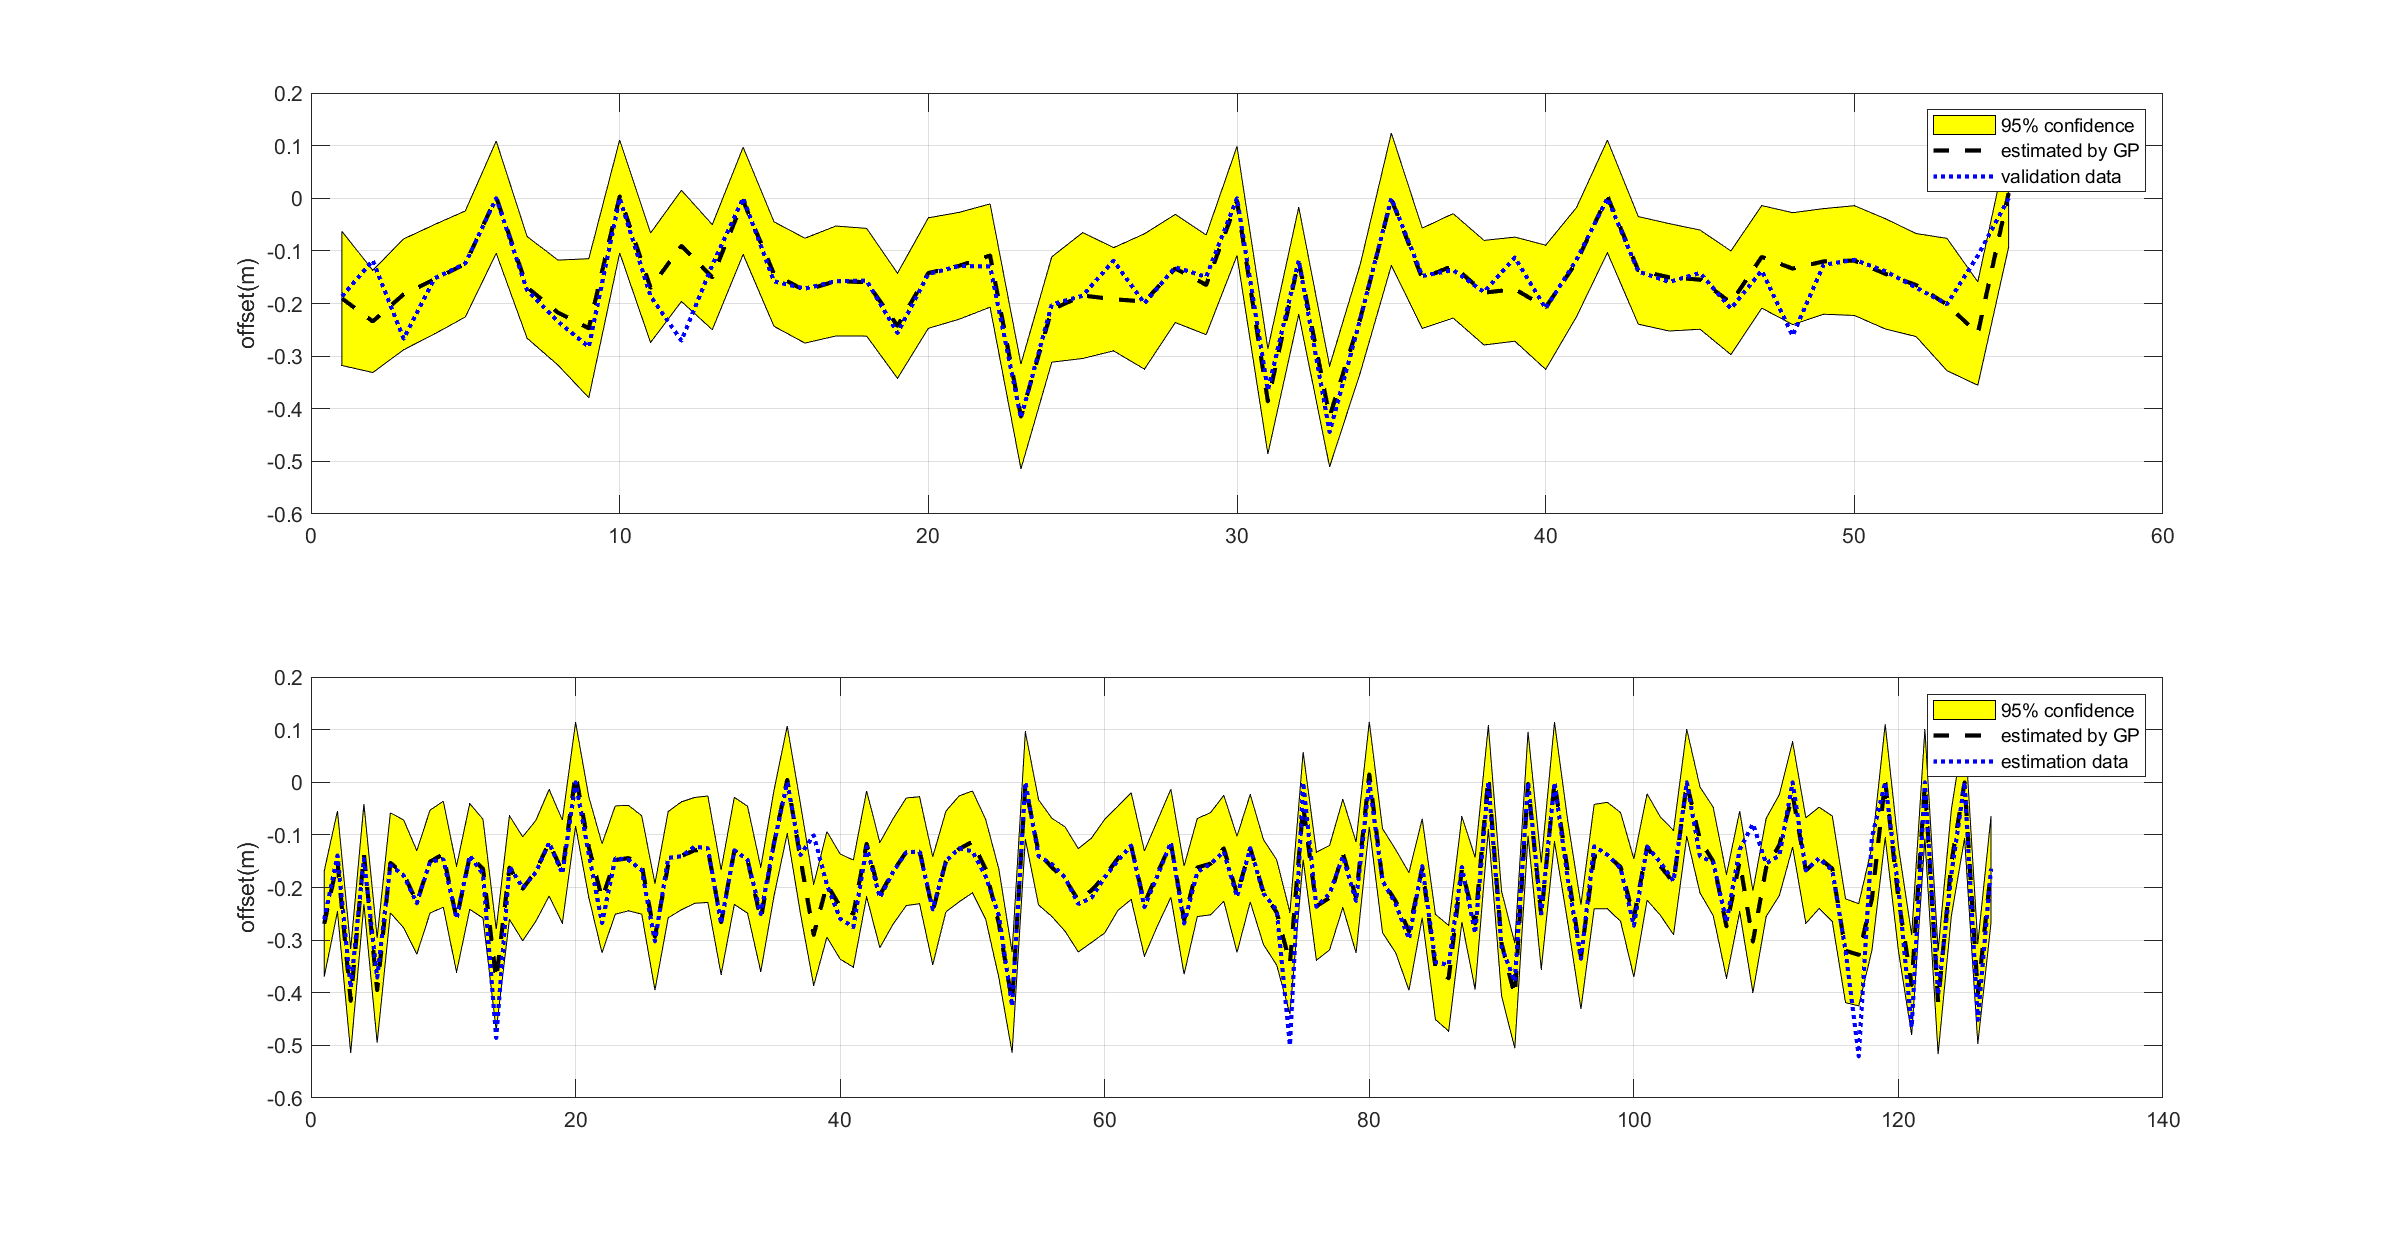 0.2
0.1
0
-0.1
-0.2
-0.3
-0.4
-0.5
-0.6
offset(m)
0 10 20 30 40 50 60
95% confidence
estimated by GP
validation data
0.2
0.1
0
-0.1
-0.2
-0.3
-0.4
-0.5
-0.6
offset(m)
0 20 40 60 80 100 120 140
95% confidence
estimated by GP
estimation data